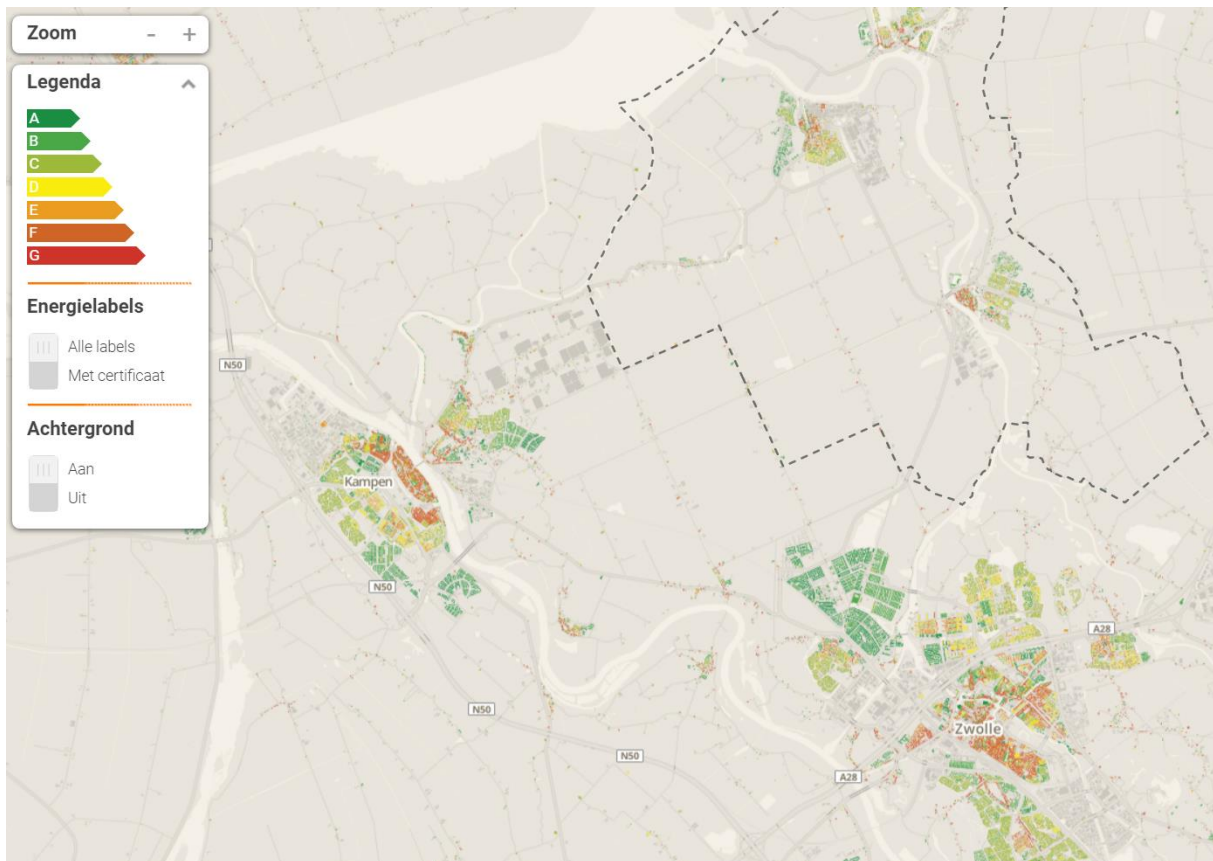 Zoom - +
Legenda
A
B
C
D
E
F
G
Energielabels
Alle labels
Met certificaat
Achtergrond
Aan
Uit
N50
Kampen
N50
A28
N50
Zwolle
N50
A28